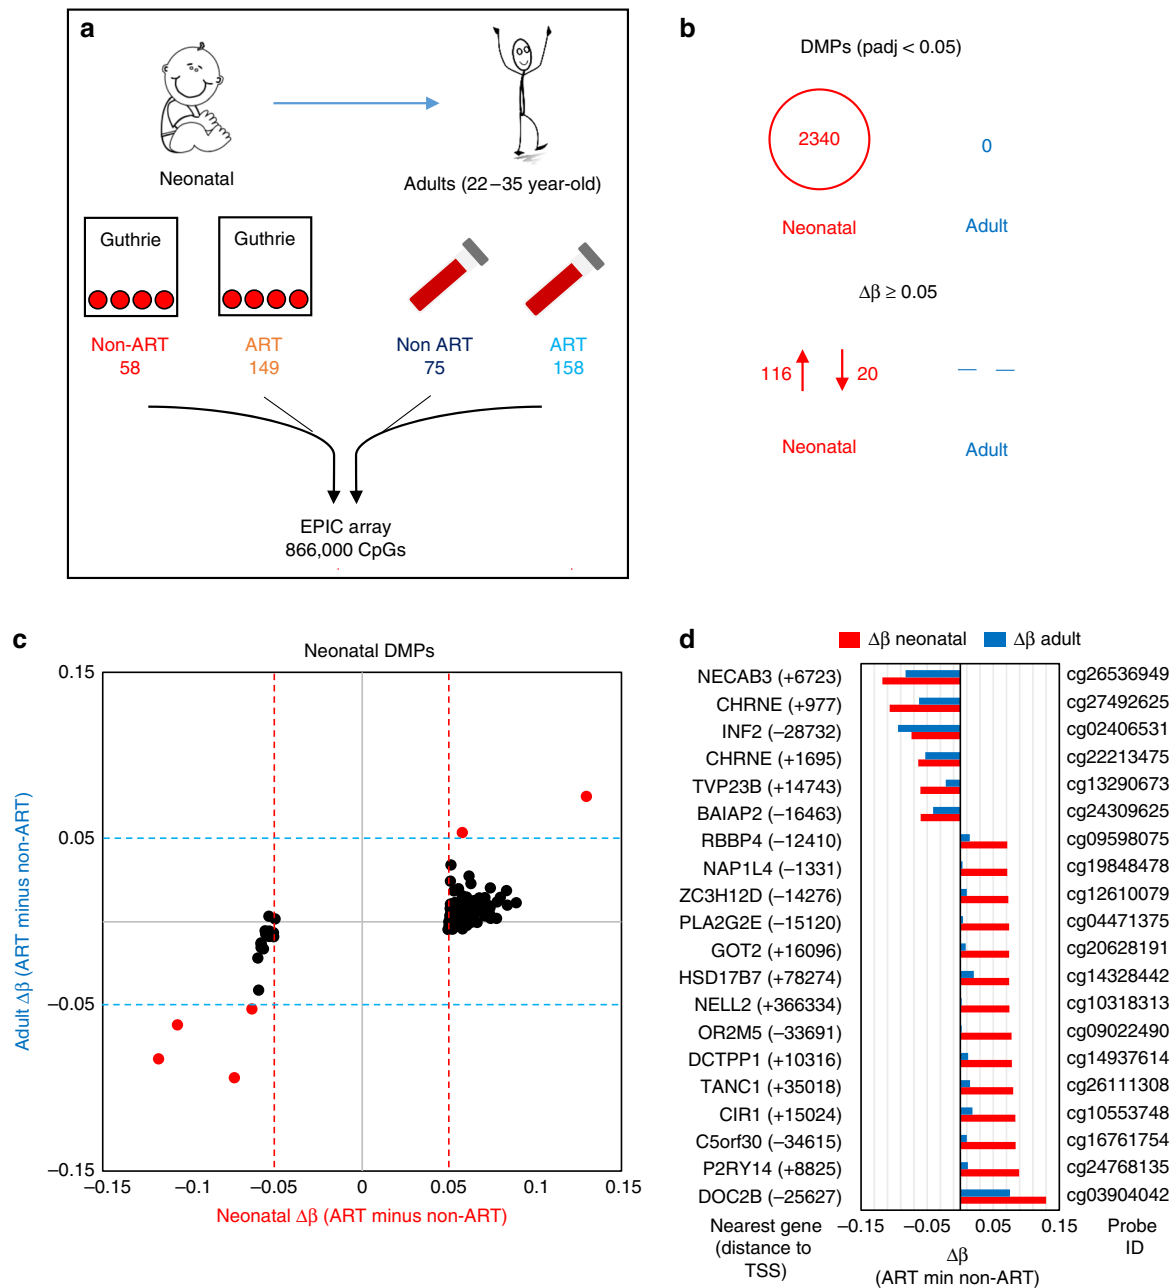 a
Neonatal
Adults (22–35 year-old)
Guthrie
Guthrie
Non-ART
58
ART
149
Non ART
75
ART
158
EPIC array
866,000 CpGs
b
DMPs (padj < 0.05)
2340
0
Neonatal
Adult
Δβ ≥ 0.05
116
20
Neonatal
Adult
c
Neonatal DMPs
Adult Δβ (ART minus non-ART)
0.15
0.05
–0.05
–0.15
–0.15
–0.1
–0.05
0
0.05
0.1
0.15
Neonatal Δβ (ART minus non-ART)
d
Δβ neonatal
Δβ adult
NECAB3 (+6723) cg26536949
CHRNE (+977) cg27492625
INF2 (–28732) cg02406531
CHRNE (+1695) cg22213475
TVP23B (+14743) cg13290673
BAIAP2 (–16463) cg24309625
RBBP4 (–12410) cg09598075
NAP1L4 (–1331) cg19848478
ZC3H12D (–14276) cg12610079
PLA2G2E (–15120) cg04471375
GOT2 (+16096) cg20628191
HSD17B7 (+78274) cg14328442
NELL2 (+366334) cg10318313
OR2M5 (–33691) cg09022490
DCTPP1 (+10316) cg14937614
TANC1 (+35018) cg26111308
CIR1 (+15024) cg10553748
C5orf30 (–34615) cg16761754
P2RY14 (+8825) cg24768135
DOC2B (–25627) cg03904042
–0.15 –0.05 0.05 0.15
Nearest gene
(distance to
TSS)
Δβ
(ART min non-ART)
Probe
ID